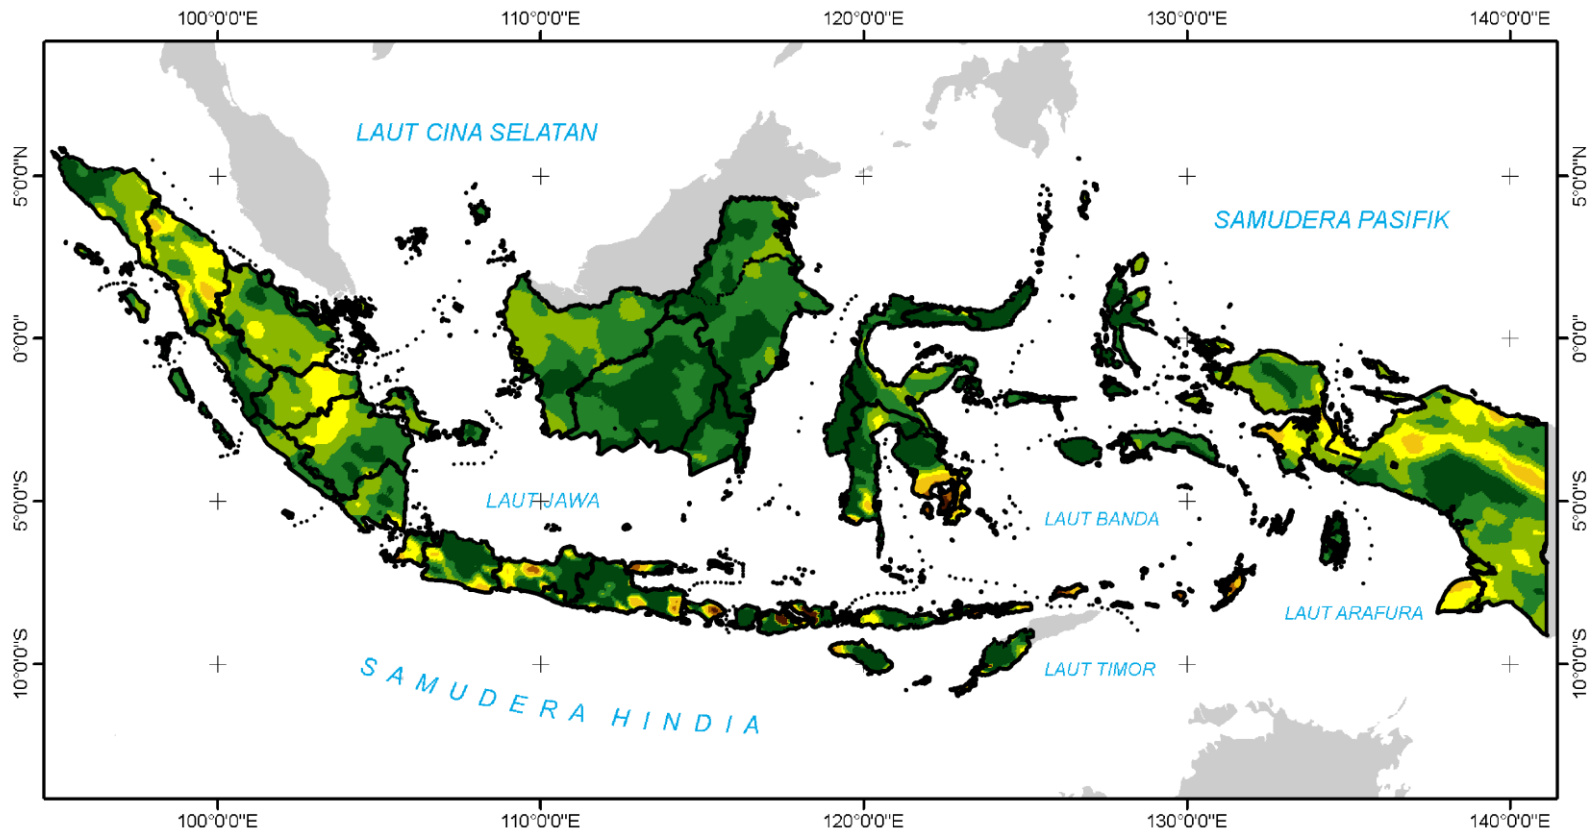 100°0'0"E 110°0'0"E 120°0'0"E 130°0'0"E 140°0'0"E
LAUT CINA SELATAN
5°0'0"N 5°0'0"N
SAMUDERA PASIFIK
0°0'0" 0°0'0"
LAUT JAWA
5°0'0"S 5°0'0"S
LAUT BANDA
LAUT ARAFURA
10°0'0"S 10°0'0"S
LAUT TIMOR
SAMUDERA HINDIA
100°0'0"E 110°0'0"E 120°0'0"E 130°0'0"E 140°0'0"E